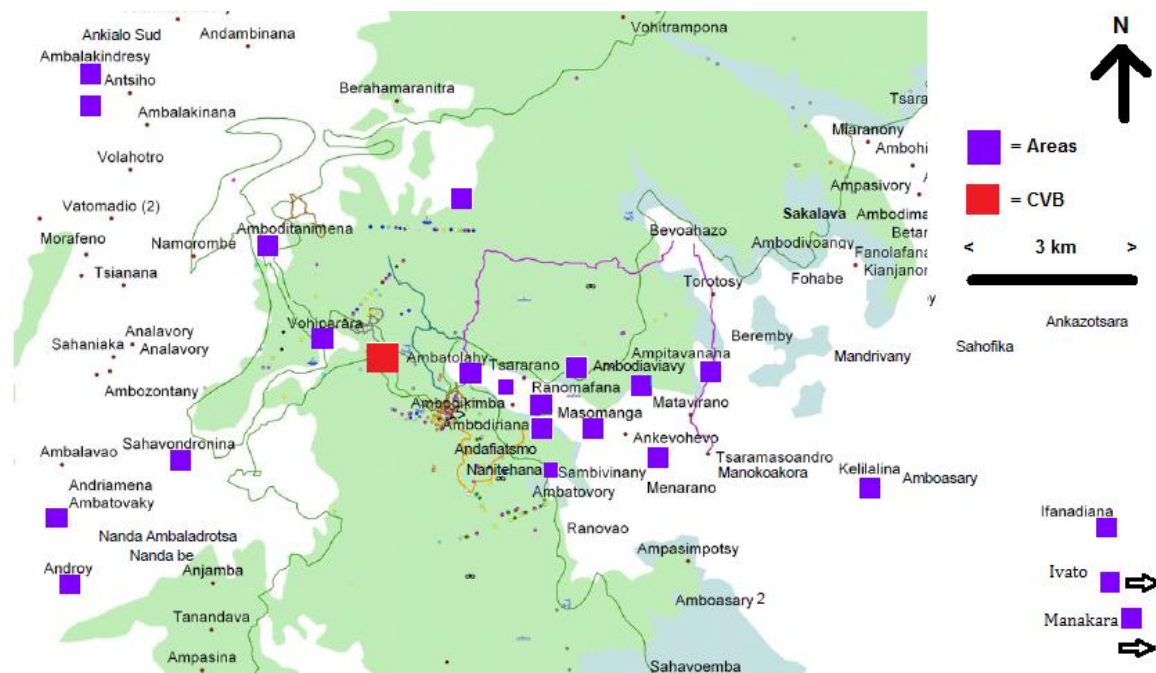 Ankialo Sud
Andambinana
Vohitrampona
N
Ambalakindresy
Antsiho
Berahamaranitra
Tsara
Ambalakinana
Miaranony
Ambohi
= Areas
Volahotro
Ampasivory
A
= CVB
Vatomadio (2)
Sakalava
Ambodima
Morafeno
Namorombe
Amboditanimena
Bevoahazo
Ambodivoangy
Betar
Fanolafana
< 3 km >
Tsianana
Torotosy
Fohabe
Kianjanor
y
Analavory
Vohiparara
Beremby
Ankazotsara
Sahaniaka
Analavory
Ambatolahy
Tsararano
Ambodiaviavy
Ampitavanana
Mandrivany
Sahofika
Ambozontany
Ranomafana
Matavirano
Ambodikimba
Masomanga
Ambodiriana
Ankevohevo
Ambalavao
Sahavondronina
Andafiatsmo
Tsaramasoandro
Nanitehana
Sambivinany
Manokoakora
Kelilalina
Amboasary
Andriamena
Ambatovaky
Ambatovory
Menarano
Ifanadiana
Nanda Ambaladrotsa
Ranovao
Nanda be
Ampasimpotsy
Androy
Anjamba
Ivato
Amboasary 2
Tanandava
Manakara
Ampasina
Sahavoemba